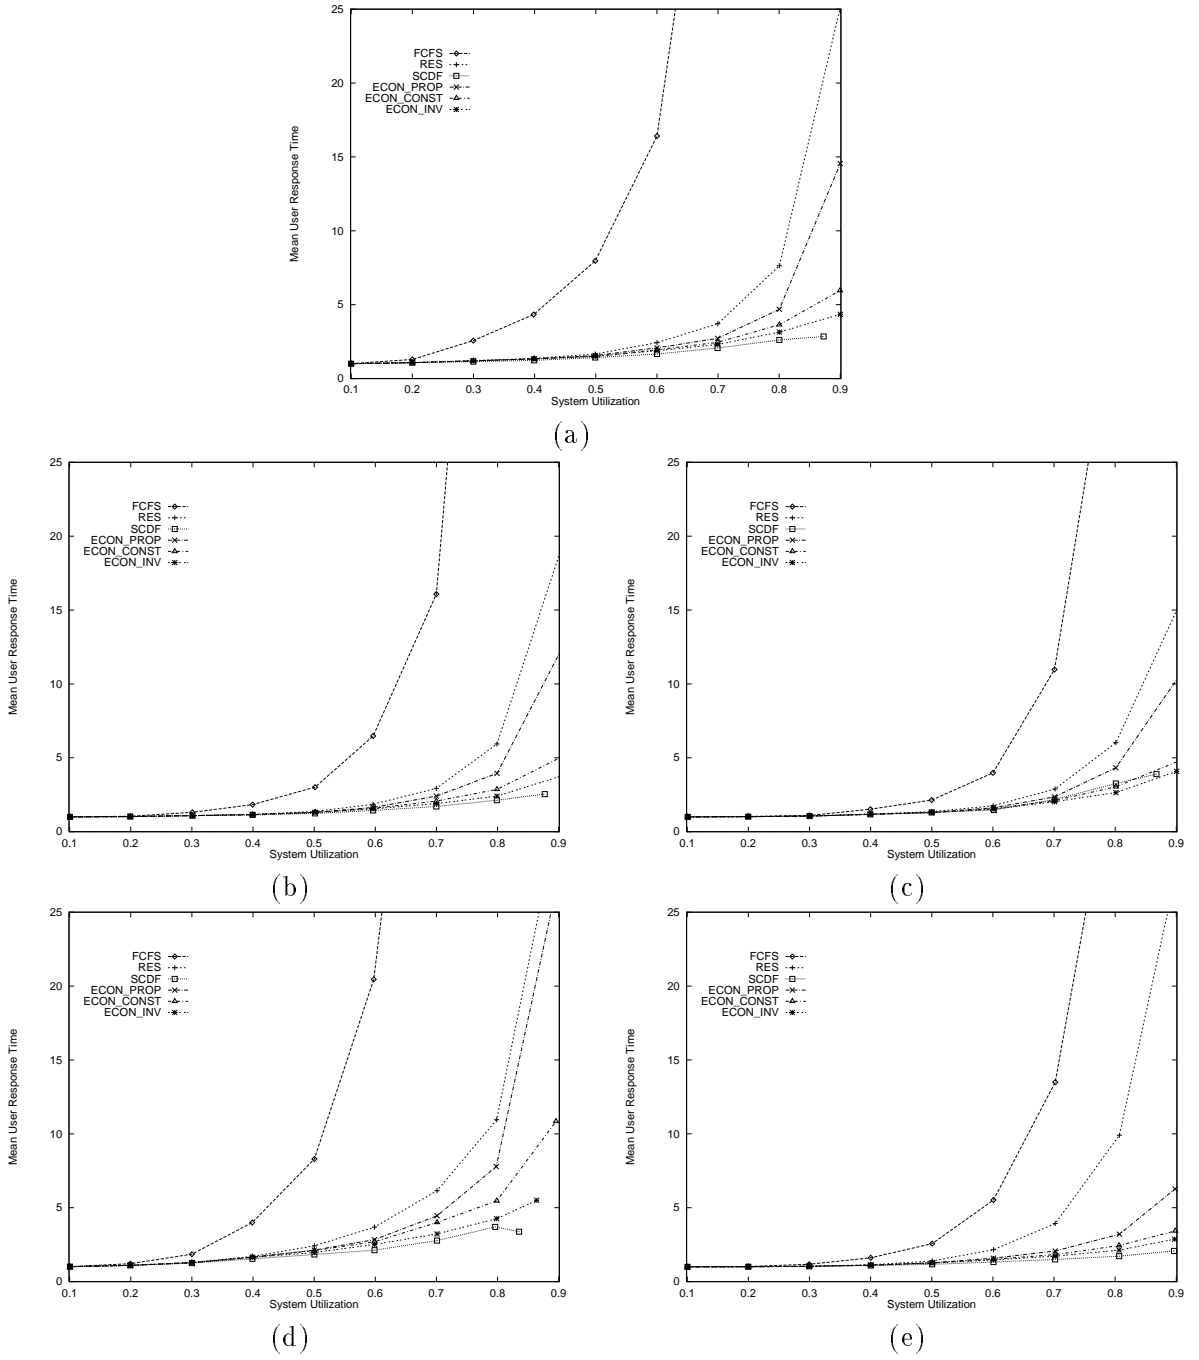 25
20
15
10
5
0
Mean User Response Time
FCFS
RES
SCDF
ECON_PROP
ECON_CONST
ECON_INV
0.1 0.2 0.3 0.4 0.5 0.6 0.7 0.8 0.9
System Utilization
(a)
25
20
15
10
5
0
Mean User Response Time
FCFS
RES
SCDF
ECON_PROP
ECON_CONST
ECON_INV
0.1 0.2 0.3 0.4 0.5 0.6 0.7 0.8 0.9
System Utilization
(b)
25
20
15
10
5
0
Mean User Response Time
FCFS
RES
SCDF
ECON_PROP
ECON_CONST
ECON_INV
0.1 0.2 0.3 0.4 0.5 0.6 0.7 0.8 0.9
System Utilization
(c)
25
20
15
10
5
0
Mean User Response Time
FCFS
RES
SCDF
ECON_PROP
ECON_CONST
ECON_INV
0.1 0.2 0.3 0.4 0.5 0.6 0.7 0.8 0.9
System Utilization
(d)
25
20
15
10
5
0
Mean User Response Time
FCFS
RES
SCDF
ECON_PROP
ECON_CONST
ECON_INV
0.1 0.2 0.3 0.4 0.5 0.6 0.7 0.8 0.9
System Utilization
(e)